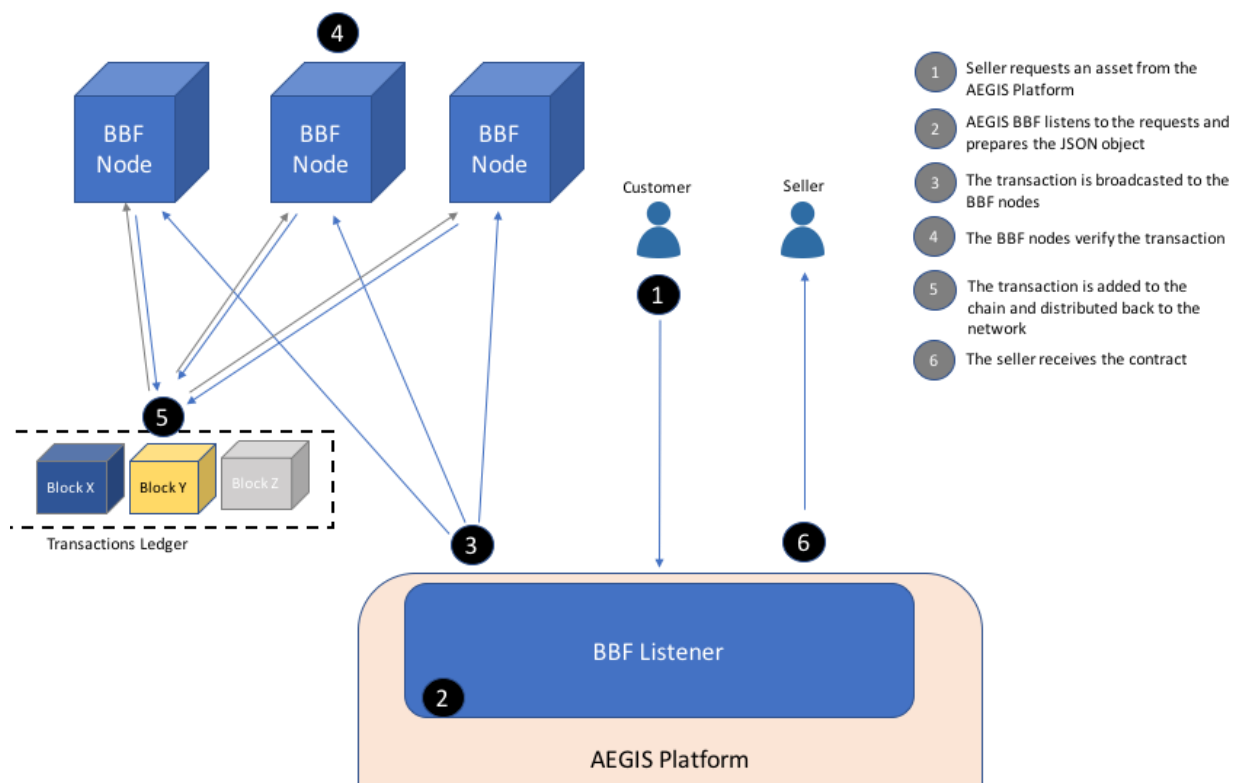 4
BBF
Node
BBF
Node
BBF
Node
Customer
Seller
1
5
Block X
Block Y
Block Z
Transactions Ledger
3
6
BBF Listener
2
AEGIS Platform
1
Seller requests an asset from the
AEGIS Platform
2
AEGIS BBF listens to the requests and
prepares the JSON object
3
The transaction is broadcasted to the
BBF nodes
4
The BBF nodes verify the transaction
5
The transaction is added to the
chain and distributed back to the
network
6
The seller receives the contract